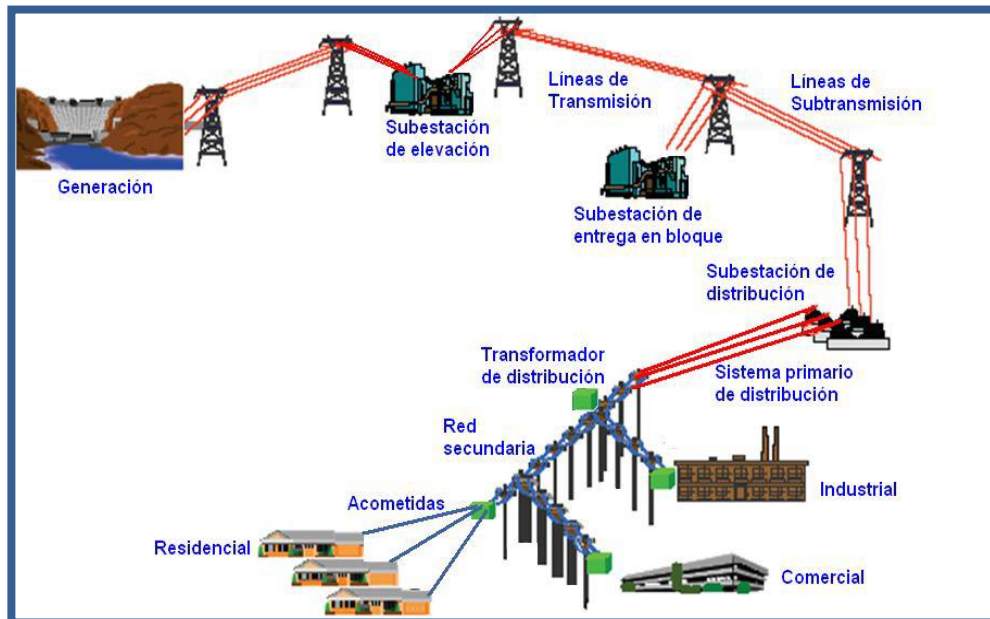 Generación
Subestación
de elevación
Líneas de
Transmisión
Líneas de
Subtransmisión
Subestación de
entrega en bloque
Subestación de
distribución
Sistema primario
de distribución
Transformador
de distribución
Red
secundaria
Acometidas
Residencial
Industrial
Comercial